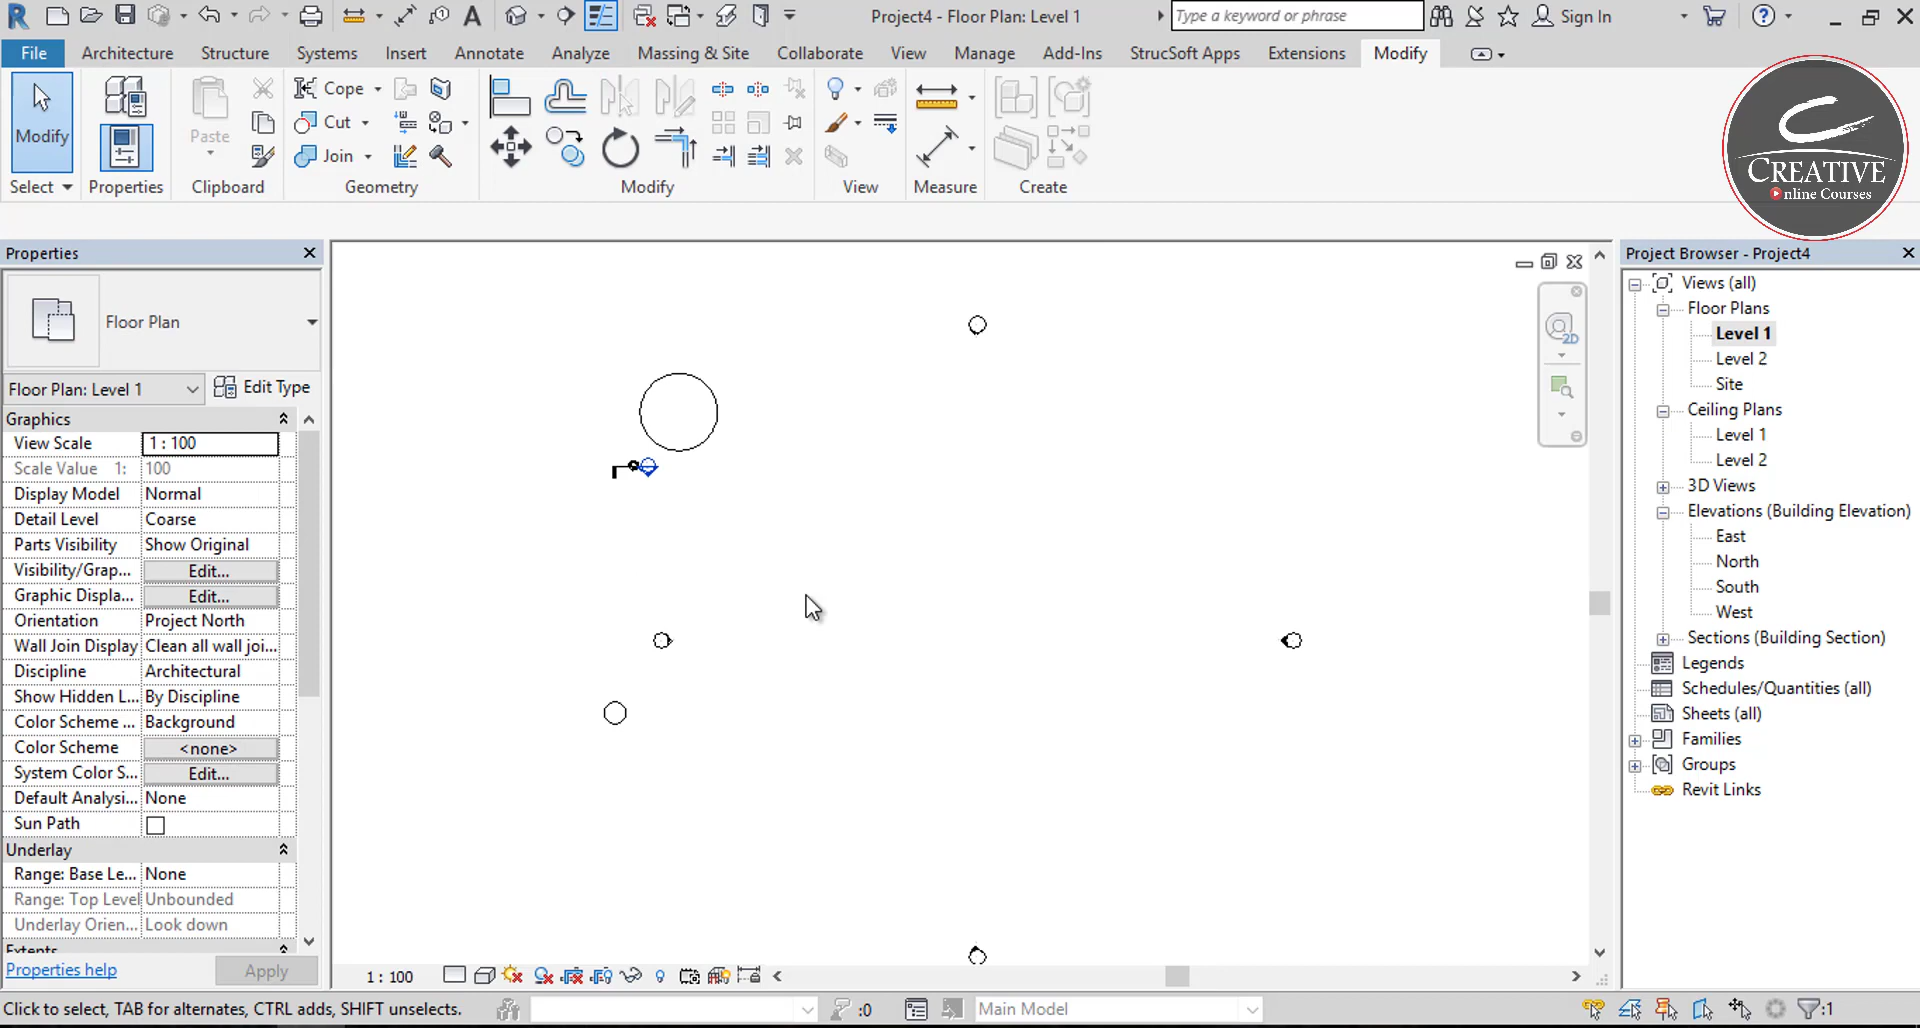 Project4 - Floor Plan: Level 1
Type a keyword or phrase
Sign In
File
Architecture
Structure
Systems
Insert
Annotate
Analyze
Massing & Site
Collaborate
View
Manage
Add-Ins
StrucSoft Apps
Extensions
Modify
Modify
Paste
Cope
Cut
Join
Select
Properties
Clipboard
Geometry
Modify
View
Measure
Create
CREATIVE
nline Courses
Properties
Floor Plan
Floor Plan: Level 1
Edit Type
Graphics
View Scale 1 : 100
Scale Value 1: 100
Display Model Normal
Detail Level Coarse
Parts Visibility Show Original
Visibility/Grap... Edit...
Graphic Displa... Edit...
Orientation Project North
Wall Join Display Clean all wall joi...
Discipline Architectural
Show Hidden L... By Discipline
Color Scheme ... Background
Color Scheme <none>
System Color S... Edit...
Default Analysi... None
Sun Path
Underlay
Range: Base Le... None
Range: Top Level Unbounded
Underlay Orien... Look down
Extents
Properties help
Apply
2D
1 : 100
Project Browser - Project4
Views (all)
Floor Plans
Level 1
Level 2
Site
Ceiling Plans
Level 1
Level 2
3D Views
Elevations (Building Elevation)
East
North
South
West
Sections (Building Section)
Legends
Schedules/Quantities (all)
Sheets (all)
Families
Groups
Revit Links
Click to select, TAB for alternates, CTRL adds, SHIFT unselects.
:0
Main Model
:1